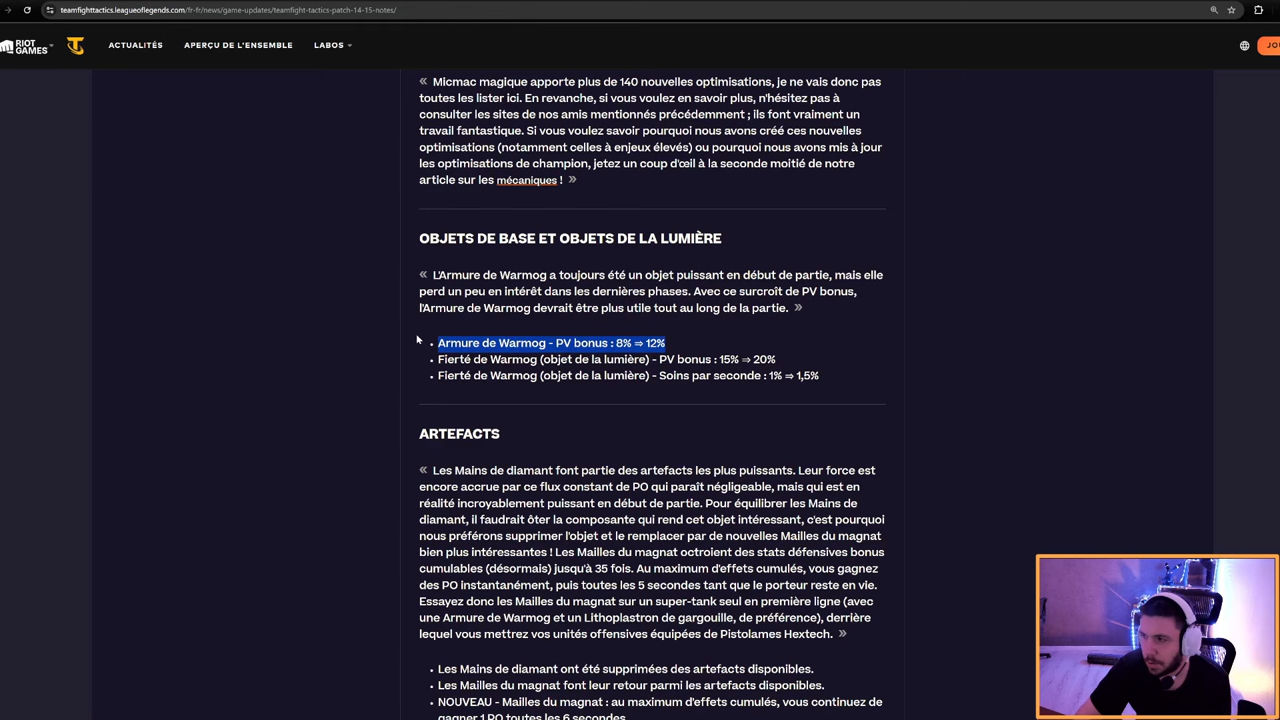 teamfighttactics.leagueoflegends.com/fr-fr/news/game-updates/teamfight-tactics-patch-14-15-notes/
RIOT GAMES
ACTUALITÉS
APERÇU DE L'ENSEMBLE
LABOS
JO
« Micmac magique apporte plus de 140 nouvelles optimisations, je ne vais donc pas
toutes les lister ici. En revanche, si vous voulez en savoir plus, n'hésitez pas à
consulter les sites de nos amis mentionnés précédemment ; ils font vraiment un
travail fantastique. Si vous voulez savoir pourquoi nous avons créé ces nouvelles
optimisations (notamment celles à enjeux élevés) ou pourquoi nous avons mis à jour
les optimisations de champion, jetez un coup d'œil à la seconde moitié de notre
article sur les mécaniques ! »
OBJETS DE BASE ET OBJETS DE LA LUMIÈRE
« L'Armure de Warmog a toujours été un objet puissant en début de partie, mais elle
perd un peu en intérêt dans les dernières phases. Avec ce surcroît de PV bonus,
l'Armure de Warmog devrait être plus utile tout au long de la partie. »
• Armure de Warmog - PV bonus : 8% ⇒ 12%
• Fierté de Warmog (objet de la lumière) - PV bonus : 15% ⇒ 20%
• Fierté de Warmog (objet de la lumière) - Soins par seconde : 1% ⇒ 1,5%
ARTEFACTS
« Les Mains de diamant font partie des artefacts les plus puissants. Leur force est
encore accrue par ce flux constant de PO qui paraît négligeable, mais qui est en
réalité incroyablement puissant en début de partie. Pour équilibrer les Mains de
diamant, il faudrait ôter la composante qui rend cet objet intéressant, c'est pourquoi
nous préférons supprimer l'objet et le remplacer par de nouvelles Mailles du magnat
bien plus intéressantes ! Les Mailles du magnat octroient des stats défensives bonus
cumulables (désormais) jusqu'à 35 fois. Au maximum d'effets cumulés, vous gagnez
des PO instantanément, puis toutes les 5 secondes tant que le porteur reste en vie.
Essayez donc les Mailles du magnat sur un super-tank seul en première ligne (avec
une Armure de Warmog et un Lithoplastron de gargouille, de préférence), derrière
lequel vous mettrez vos unités offensives équipées de Pistolames Hextech. »
• Les Mains de diamant ont été supprimées des artefacts disponibles.
• Les Mailles du magnat font leur retour parmi les artefacts disponibles.
• NOUVEAU - Mailles du magnat : au maximum d'effets cumulés, vous continuez de
gagner 1 PO toutes les 6 secondes.